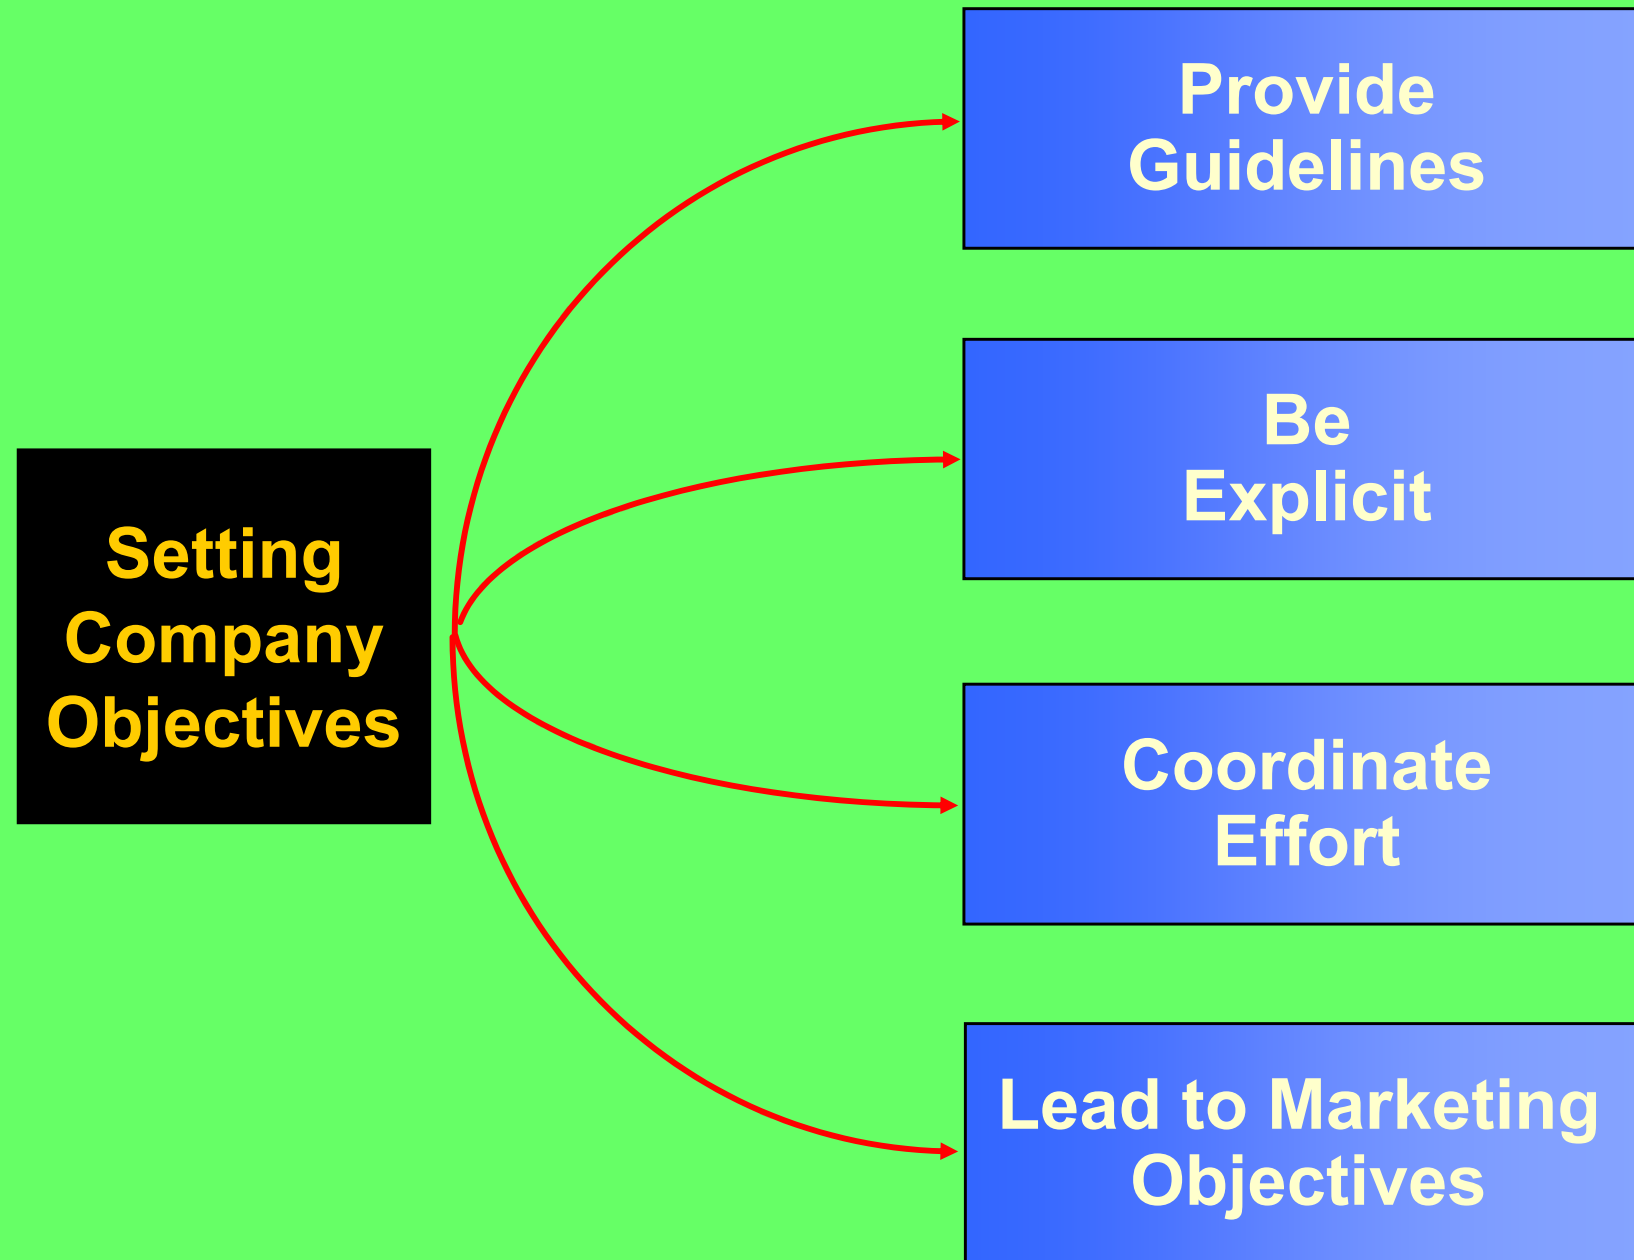 Setting
Company
Objectives
Provide
Guidelines
Be
Explicit
Coordinate
Effort
Lead to Marketing
Objectives